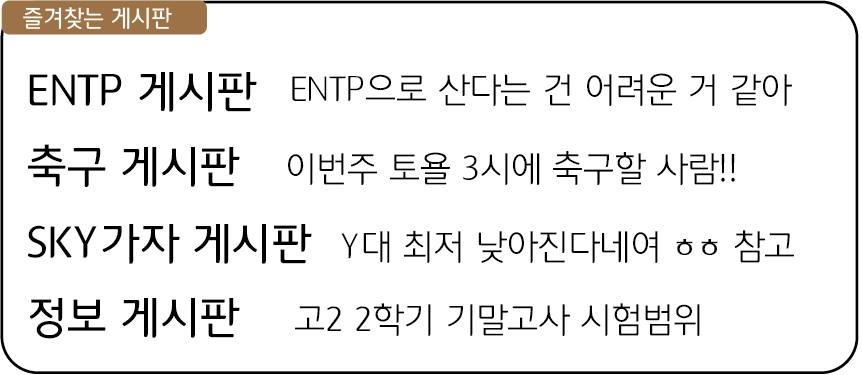 즐겨찾는 게시판
ENTP 게시판 ENTP으로 산다는 건 어려운 거 같아
축구 게시판 이번주 토욜 3시에 축구할 사람!!
SKY가자 게시판 Y대 최저 낮아진다네여 ㅎㅎ 참고
정보 게시판 고2 2학기 기말고사 시험범위